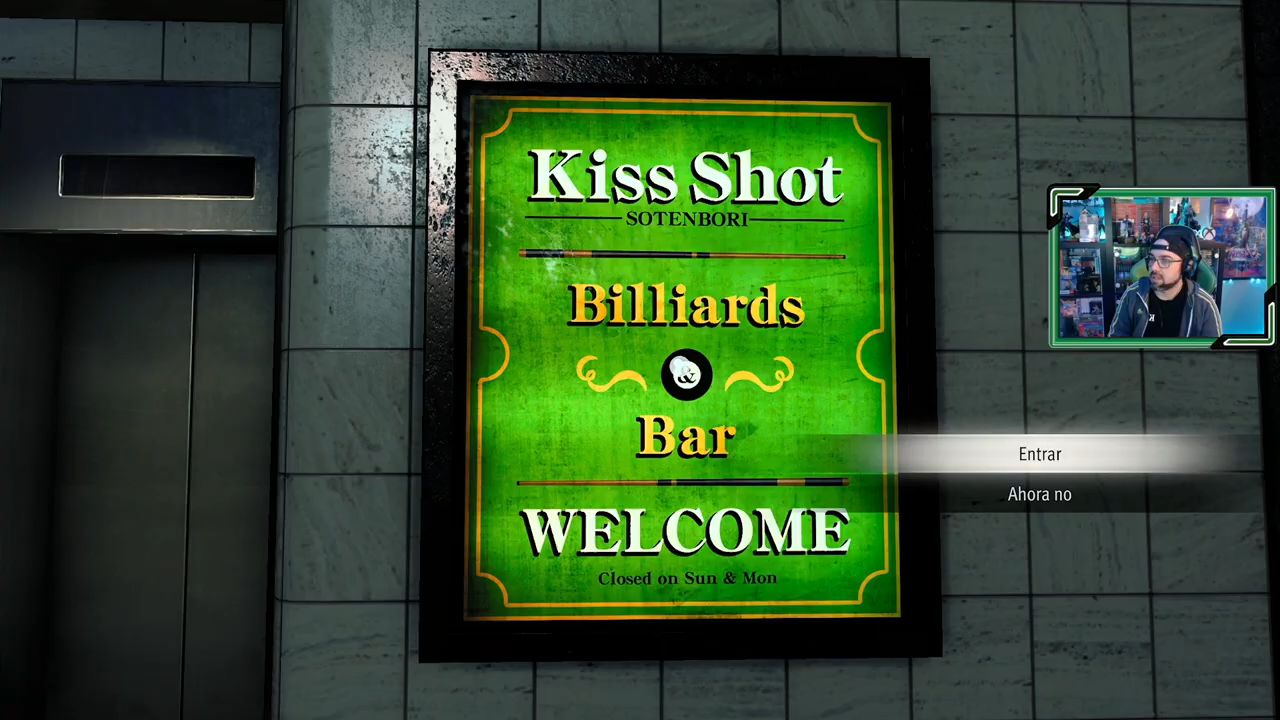 Kiss Shot
SOTENBORI
Billiards
&
Bar
WELCOME
Closed on Sun & Mon
Entrar
Ahora no